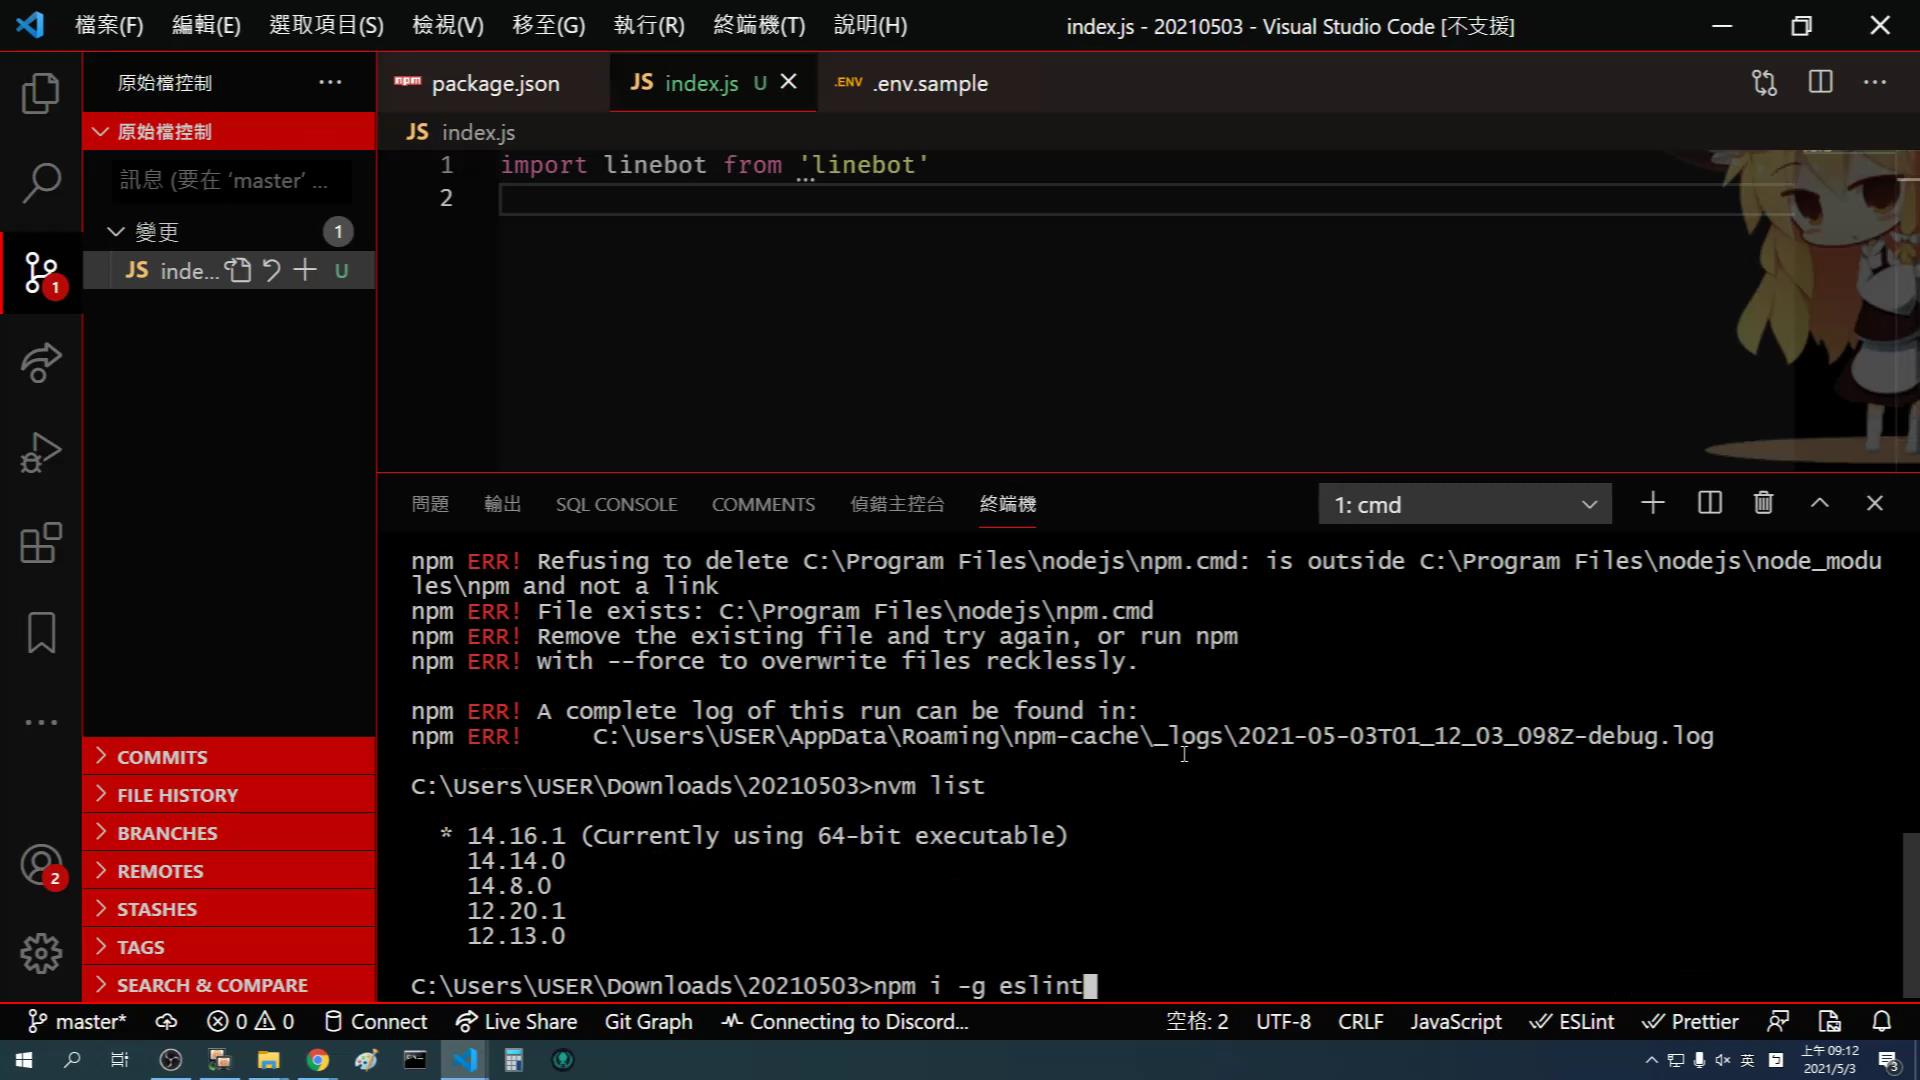 檔案(F) 編輯(E) 選取項目(S) 檢視(V) 移至(G) 執行(R) 終端機(T) 說明(H) index.js - 20210503 - Visual Studio Code [不支援]
原始檔控制 ···
npm package.json JS index.js U .ENV .env.sample ···
原始檔控制
JS index.js
訊息 (要在 ‘master’ ...
1 import linebot from 'linebot'
2
變更 1
JS inde... U
1
問題 輸出 SQL CONSOLE COMMENTS 偵錯主控台 終端機 1: cmd
npm ERR! Refusing to delete C:\Program Files\nodejs\npm.cmd: is outside C:\Program Files\nodejs\node_modu
les\npm and not a link
npm ERR! File exists: C:\Program Files\nodejs\npm.cmd
npm ERR! Remove the existing file and try again, or run npm
npm ERR! with --force to overwrite files recklessly.
npm ERR! A complete log of this run can be found in:
npm ERR!     C:\Users\USER\AppData\Roaming\npm-cache\_logs\2021-05-03T01_12_03_098Z-debug.log
C:\Users\USER\Downloads\20210503>nvm list
* 14.16.1 (Currently using 64-bit executable)
14.14.0
14.8.0
12.20.1
12.13.0
C:\Users\USER\Downloads\20210503>npm i -g eslint
COMMITS
FILE HISTORY
BRANCHES
REMOTES
STASHES
TAGS
SEARCH & COMPARE
2
master* 0 0 Connect Live Share Git Graph Connecting to Discord... 空格: 2 UTF-8 CRLF JavaScript ESLint Prettier
英 上午 09:12
2021/5/3
3